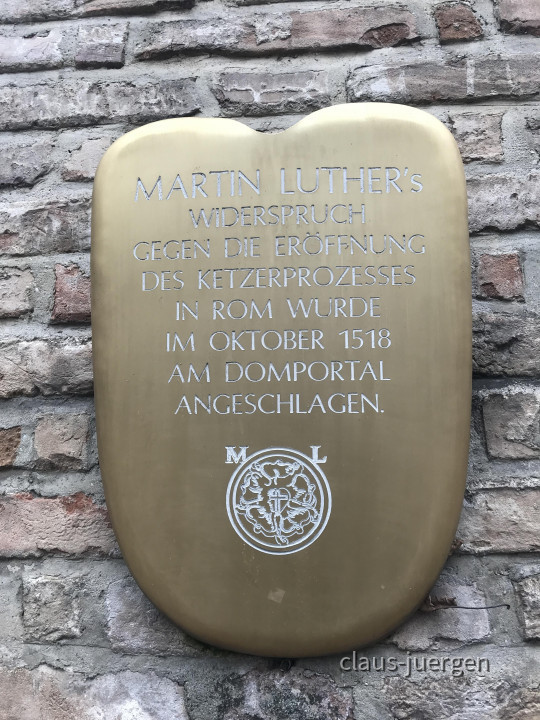 MARTIN LUTHER's
WIDERSPRUCH
GEGEN DIE ERÖFFNUNG
DES KETZERPROZESSES
IN ROM WURDE
IM OKTOBER 1518
AM DOMPORTAL
ANGESCHLAGEN.
M L
claus-juergen